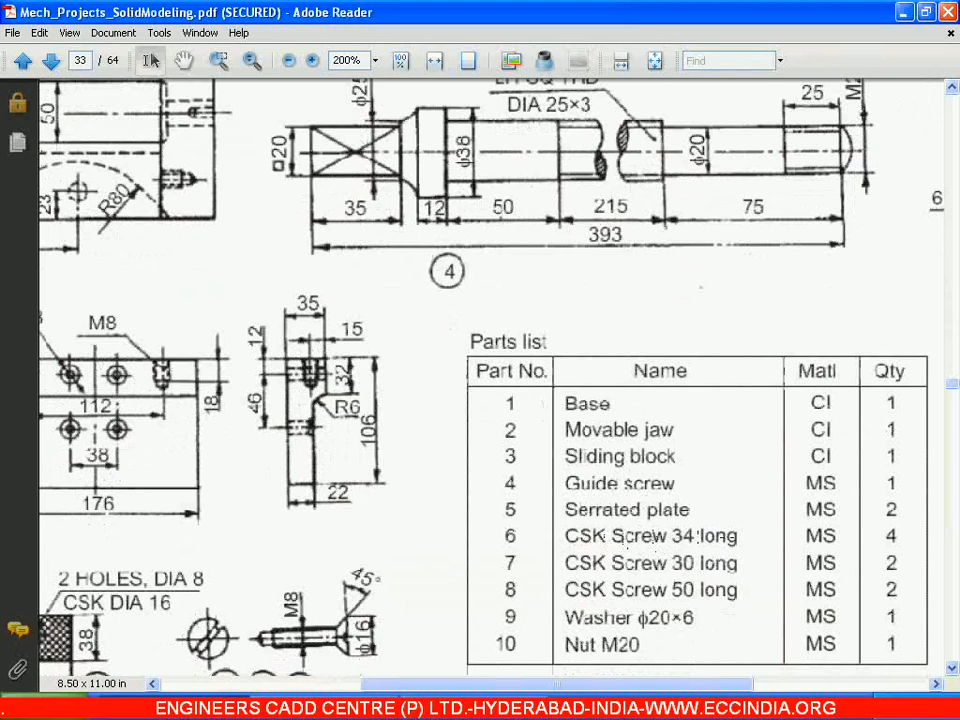 Mech_Projects_SolidModeling.pdf (SECURED) - Adobe Reader
File Edit View Document Tools Window Help
33 / 64 200% Find
50
R80
23
ϕ25
DIA 25×3
25
□20
ϕ38
ϕ20
35 12 50 215 75
393
4
6
M8
112
18
38
176
35
15
12
32
46
R6
106
22
2 HOLES, DIA 8
CSK DIA 16
38
M8
45°
ϕ16
Parts list
Part No. Name Matl Qty
1 Base CI 1
2 Movable jaw CI 1
3 Sliding block CI 1
4 Guide screw MS 1
5 Serrated plate MS 2
6 CSK Screw 34 long MS 4
7 CSK Screw 30 long MS 2
8 CSK Screw 50 long MS 2
9 Washer ϕ20×6 MS 1
10 Nut M20 MS 1
8.50 x 11.00 in
ENGINEERS CADD CENTRE (P) LTD.-HYDERABAD-INDIA-WWW.ECCINDIA.ORG